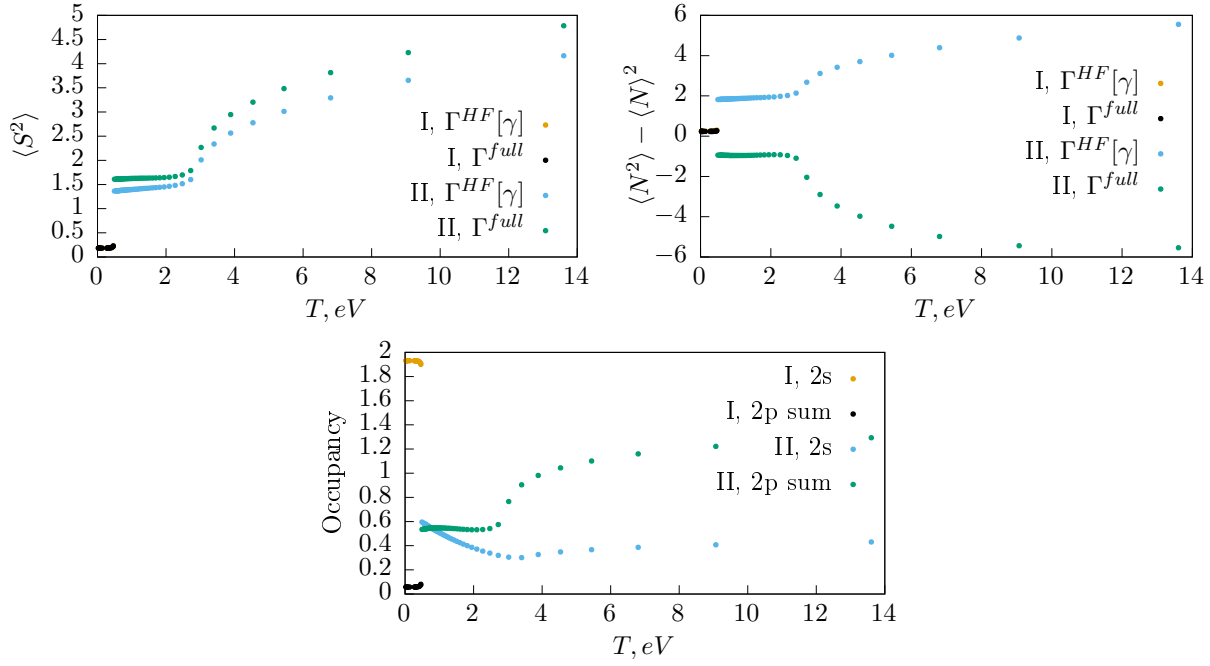 5
4.5
4
3.5
3
2.5
2
1.5
1
0.5
0
⟨S²⟩
I, Γ^{HF}[γ]
I, Γ^{full}
II, Γ^{HF}[γ]
II, Γ^{full}
0 2 4 6 8 10 12 14
T, eV
6
4
2
0
−2
−4
−6
⟨N²⟩ − ⟨N⟩²
I, Γ^{HF}[γ]
I, Γ^{full}
II, Γ^{HF}[γ]
II, Γ^{full}
0 2 4 6 8 10 12 14
T, eV
2
1.8
1.6
1.4
1.2
1
0.8
0.6
0.4
0.2
0
Occupancy
I, 2s
I, 2p sum
II, 2s
II, 2p sum
0 2 4 6 8 10 12 14
T, eV